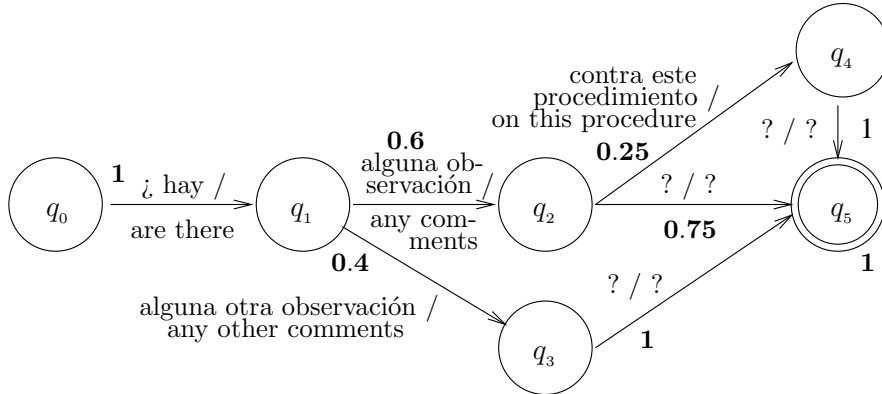 q4
contra este
procedimiento /
on this procedure
0.25
? / ?
1
0.6
alguna ob-
servación /
any com-
ments
1
¿ hay /
are there
q0
q1
q2
? / ?
0.75
q5
1
0.4
alguna otra observación /
any other comments
? / ?
1
q3